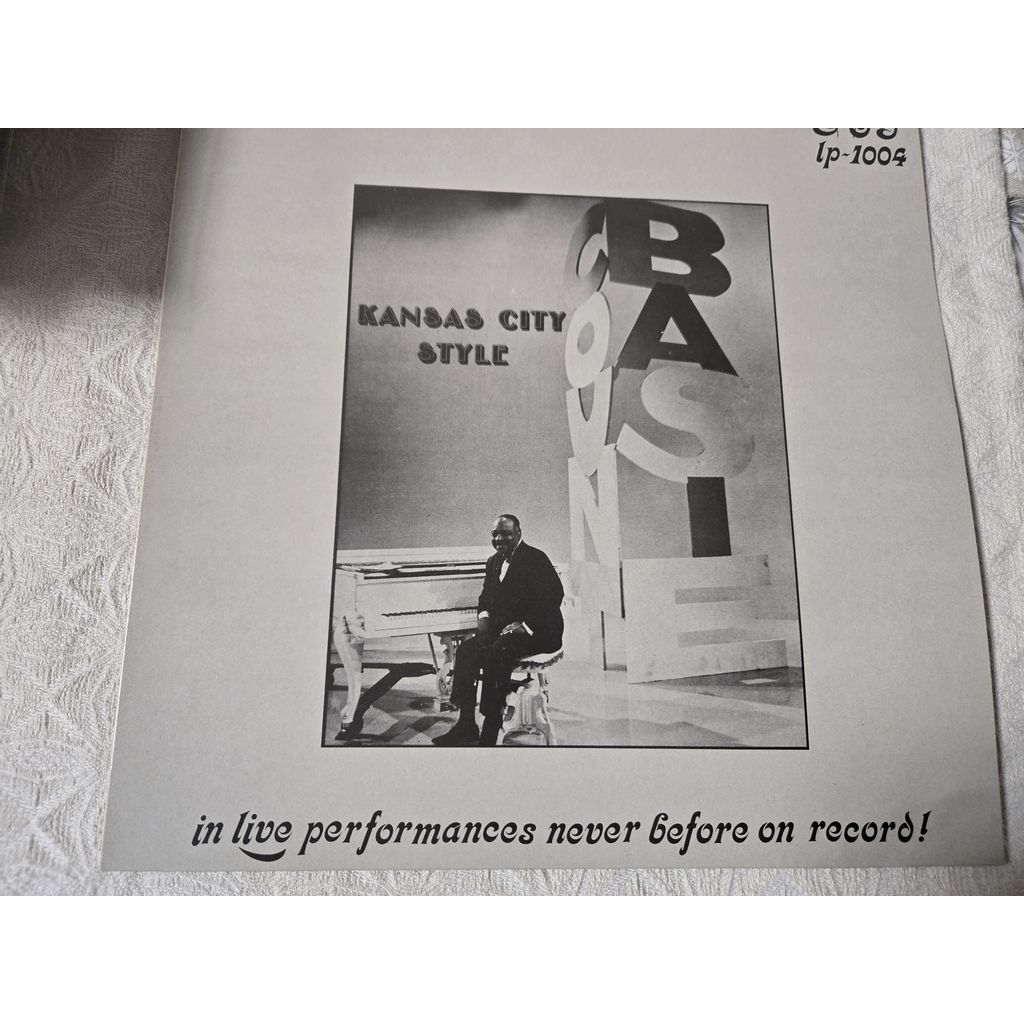 lp-1004
KANSAS CITY
STYLE
COUNT
BASIE
in live performances never before on record!